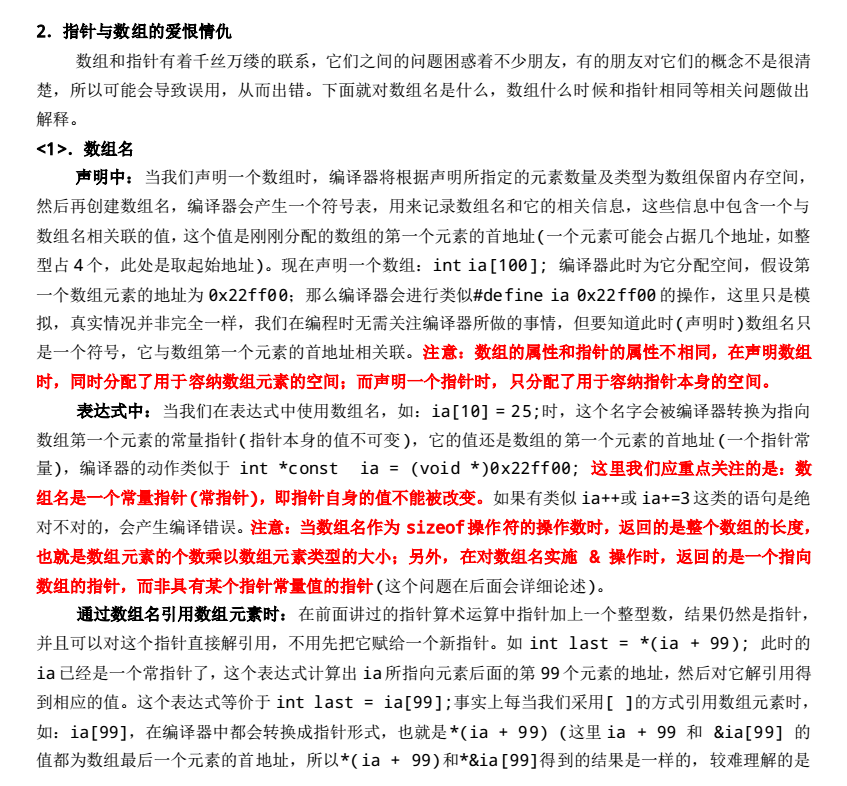 2．指针与数组的爱恨情仇
数组和指针有着千丝万缕的联系，它们之间的问题困惑着不少朋友，有的朋友对它们的概念不是很清
楚，所以可能会导致误用，从而出错。下面就对数组名是什么，数组什么时候和指针相同等相关问题做出
解释。
<1>．数组名
声明中：当我们声明一个数组时，编译器将根据声明所指定的元素数量及类型为数组保留内存空间，
然后再创建数组名，编译器会产生一个符号表，用来记录数组名和它的相关信息，这些信息中包含一个与
数组名相关联的值，这个值是刚刚分配的数组的第一个元素的首地址(一个元素可能会占据几个地址，如整
型占4个，此处是取起始地址)。现在声明一个数组：int ia[100]; 编译器此时为它分配空间，假设第
一个数组元素的地址为0x22ff00；那么编译器会进行类似#define ia 0x22ff00的操作，这里只是模
拟，真实情况并非完全一样，我们在编程时无需关注编译器所做的事情，但要知道此时(声明时)数组名只
是一个符号，它与数组第一个元素的首地址相关联。注意：数组的属性和指针的属性不相同，在声明数组
时，同时分配了用于容纳数组元素的空间；而声明一个指针时，只分配了用于容纳指针本身的空间。
表达式中：当我们在表达式中使用数组名，如：ia[10] = 25;时，这个名字会被编译器转换为指向
数组第一个元素的常量指针(指针本身的值不可变)，它的值还是数组的第一个元素的首地址(一个指针常
量)，编译器的动作类似于 int *const  ia = (void *)0x22ff00; 这里我们应重点关注的是：数
组名是一个常量指针(常指针)，即指针自身的值不能被改变。如果有类似 ia++或 ia+=3 这类的语句是绝
对不对的，会产生编译错误。注意：当数组名作为 sizeof操作符的操作数时，返回的是整个数组的长度，
也就是数组元素的个数乘以数组元素类型的大小；另外，在对数组名实施 & 操作时，返回的是一个指向
数组的指针，而非具有某个指针常量值的指针(这个问题在后面会详细论述)。
通过数组名引用数组元素时：在前面讲过的指针算术运算中指针加上一个整型数，结果仍然是指针，
并且可以对这个指针直接解引用，不用先把它赋给一个新指针。如 int last = *(ia + 99); 此时的
ia已经是一个常指针了，这个表达式计算出 ia所指向元素后面的第 99个元素的地址，然后对它解引用得
到相应的值。这个表达式等价于 int last = ia[99];事实上每当我们采用[ ]的方式引用数组元素时，
如：ia[99]，在编译器中都会转换成指针形式，也就是*(ia + 99) (这里 ia + 99 和 &ia[99] 的
值都为数组最后一个元素的首地址，所以*(ia + 99)和*&ia[99]得到的结果是一样的，较难理解的是